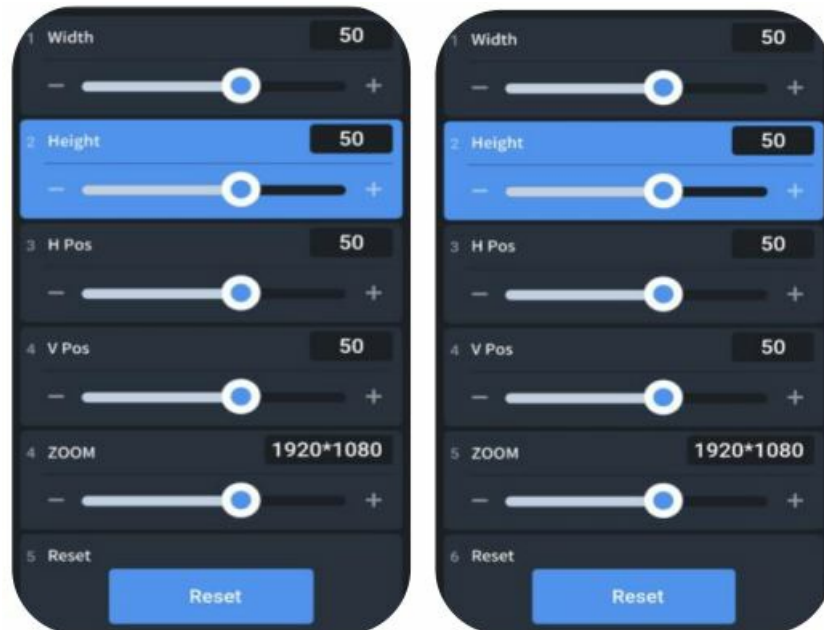 1 Width 50
− +
2 Height 50
− +
3 H Pos 50
− +
4 V Pos 50
− +
4 ZOOM 1920*1080
− +
5 Reset
Reset
1 Width 50
− +
2 Height 50
− +
3 H Pos 50
− +
4 V Pos 50
− +
5 ZOOM 1920*1080
− +
6 Reset
Reset